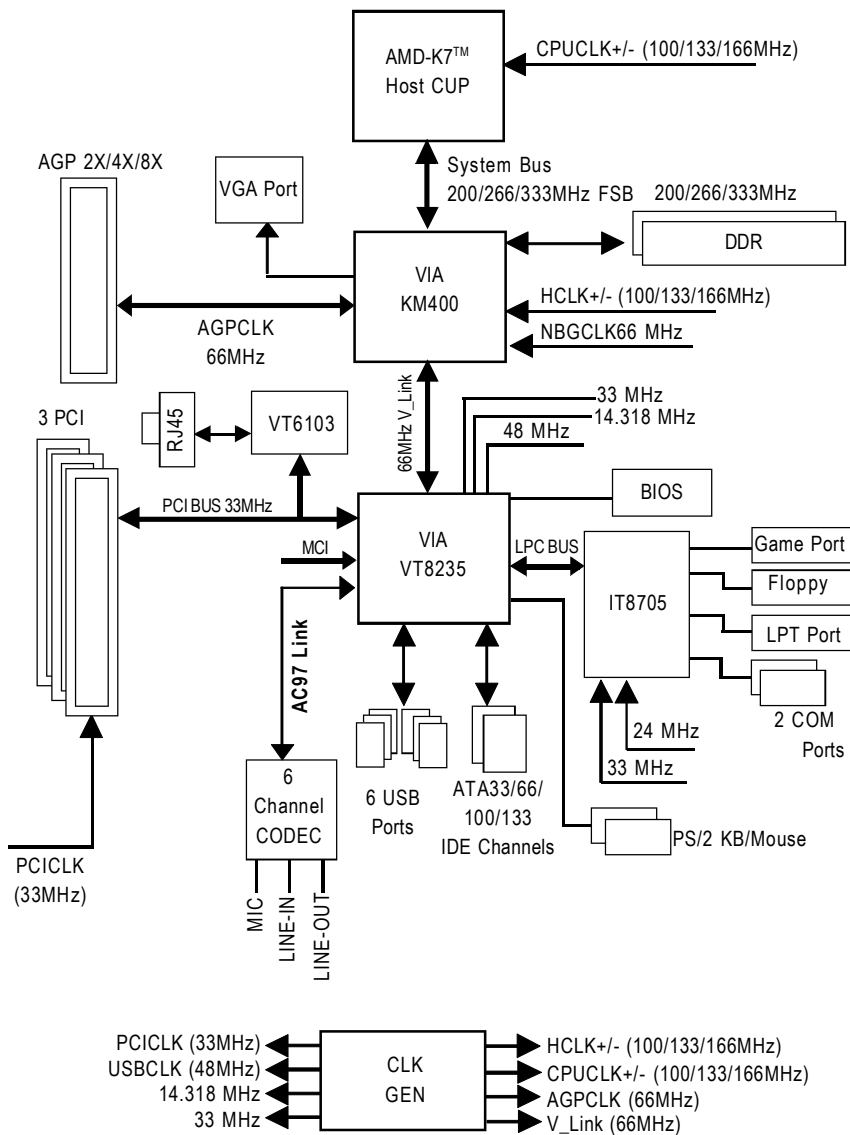 AMD-K7™
Host CUP
CPUCLK+/- (100/133/166MHz)
AGP 2X/4X/8X
VGA Port
System Bus
200/266/333MHz FSB
200/266/333MHz
DDR
VIA
KM400
HCLK+/- (100/133/166MHz)
NBGCLK66 MHz
AGPCLK
66MHz
66MHz V_Link
33 MHz
14.318 MHz
48 MHz
3 PCI
RJ45
VT6103
BIOS
PCI BUS 33MHz
VIA
VT8235
MCI
LPC BUS
IT8705
Game Port
Floppy
LPT Port
2 COM
Ports
AC97 Link
24 MHz
33 MHz
6
Channel
CODEC
6 USB
Ports
ATA33/66/
100/133
IDE Channels
PS/2 KB/Mouse
PCICLK
(33MHz)
MIC
LINE-IN
LINE-OUT
PCICLK (33MHz)
USBCLK (48MHz)
14.318 MHz
33 MHz
CLK
GEN
HCLK+/- (100/133/166MHz)
CPUCLK+/- (100/133/166MHz)
AGPCLK (66MHz)
V_Link (66MHz)